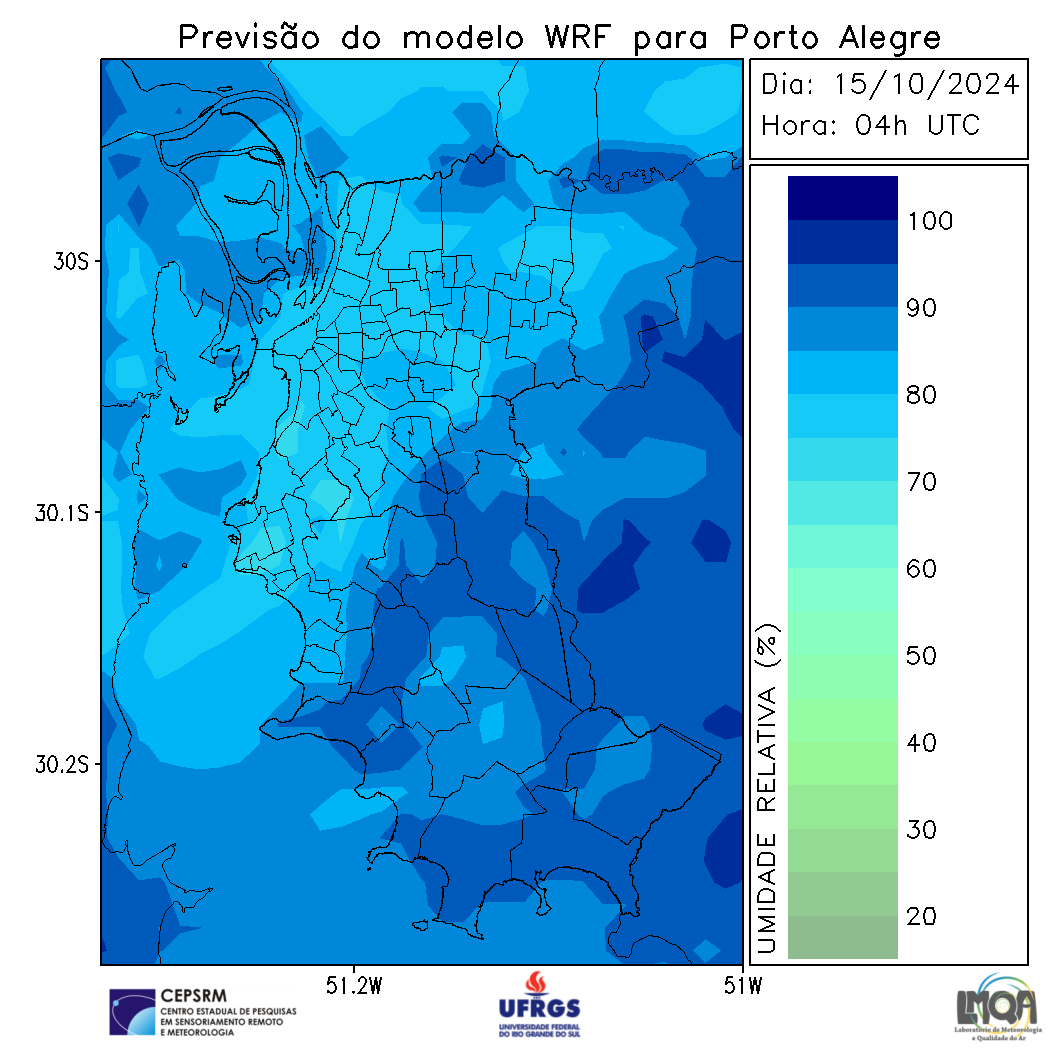 Previsão do modelo WRF para Porto Alegre
Dia: 15/10/2024
Hora: 04h UTC
30S
30.1S
30.2S
51.2W
51W
100
90
80
70
60
50
40
30
20
UMIDADE RELATIVA (%)
CEPSRM
CENTRO ESTADUAL DE PESQUISAS
EM SENSORIAMENTO REMOTO
E METEOROLOGIA
UFRGS
UNIVERSIDADE FEDERAL
DO RIO GRANDE DO SUL
LMQA
Laboratório de Meteorologia
e Qualidade do Ar